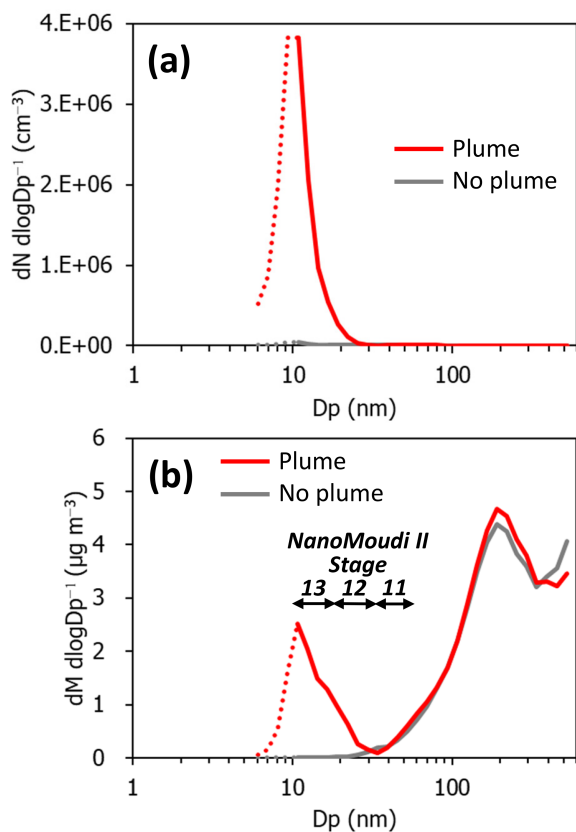 (a)
4.E+06
3.E+06
2.E+06
1.E+06
0.E+00
dN dlogDp⁻¹ (cm⁻³)
Plume
No plume
1 10 100
Dp (nm)
(b)
6
5
4
3
2
1
0
dM dlogDp⁻¹ (µg m⁻³)
Plume
No plume
NanoMoudi II
Stage
13 12 11
1 10 100
Dp (nm)